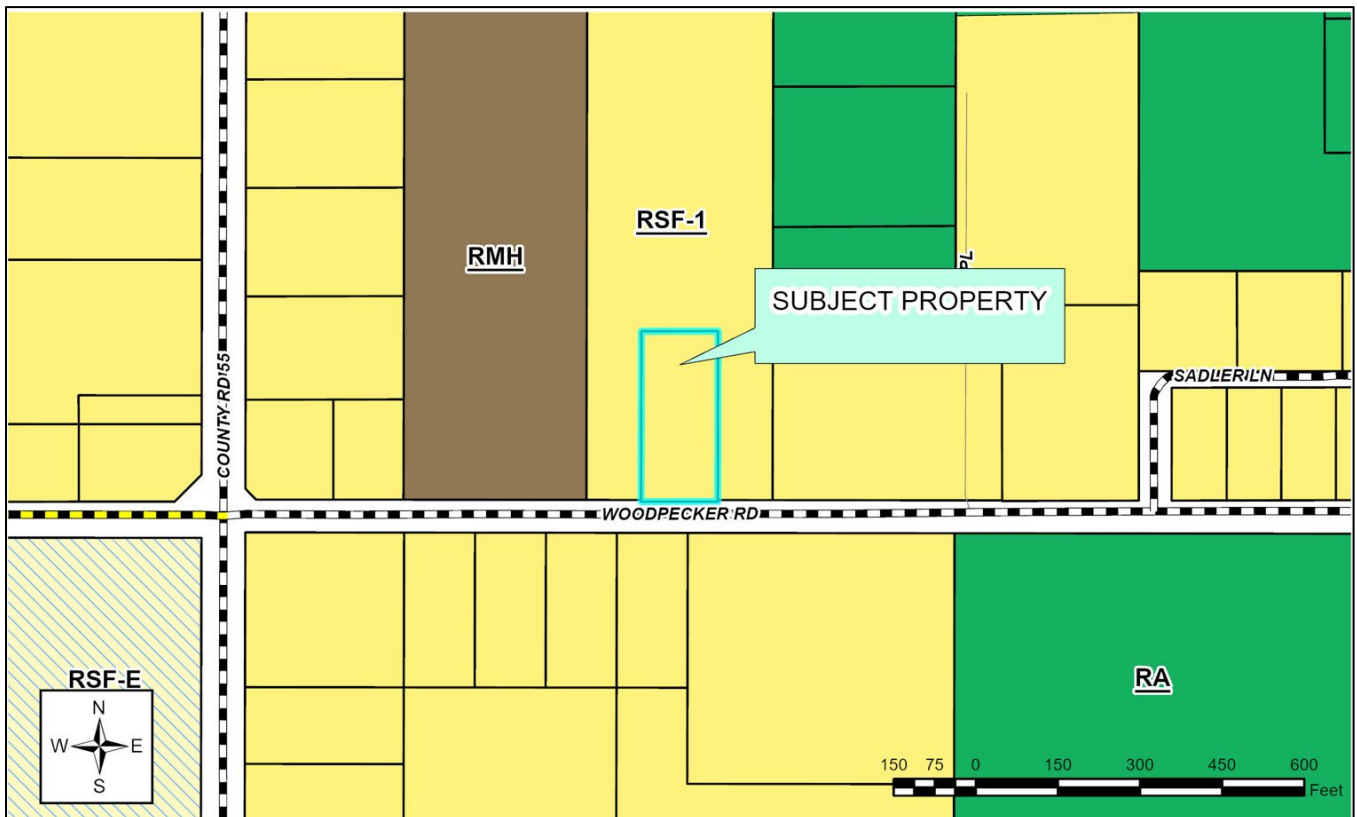 RSF-1
RMH
PL
SUBJECT PROPERTY
COUNTY RD 55
SADLER LN
WOODPECKER RD
RSF-E
N
W E
S
RA
150 75 0 150 300 450 600
Feet